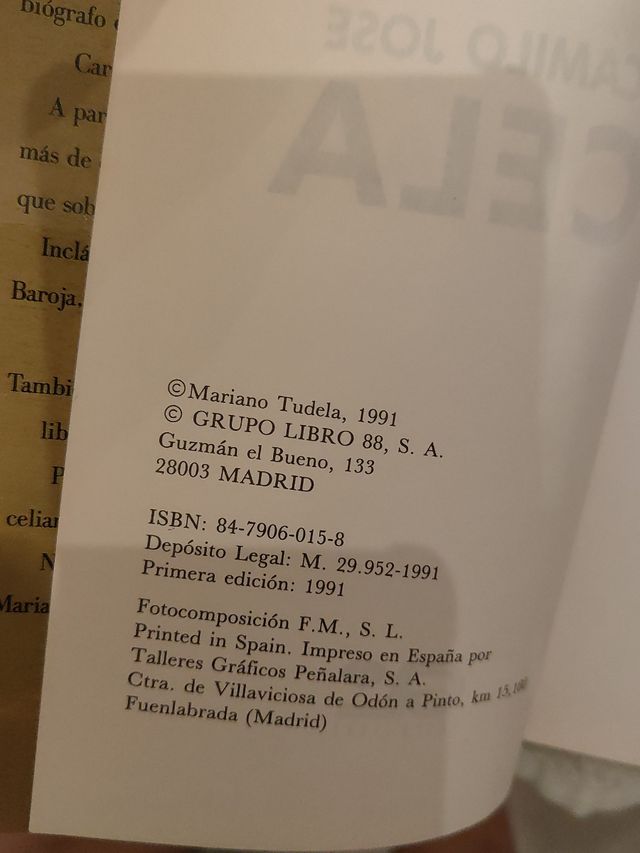 biógrafo
Car
A par
más de
que sob
Inclá
Baroja,
Tambi
lib
P
celiar
N
Maria
CAMILO JOSE
CELA
©Mariano Tudela, 1991
© GRUPO LIBRO 88, S. A.
Guzmán el Bueno, 133
28003 MADRID
ISBN: 84-7906-015-8
Depósito Legal: M. 29.952-1991
Primera edición: 1991
Fotocomposición F.M., S. L.
Printed in Spain. Impreso en España por
Talleres Gráficos Peñalara, S. A.
Ctra. de Villaviciosa de Odón a Pinto, km 15,180
Fuenlabrada (Madrid)